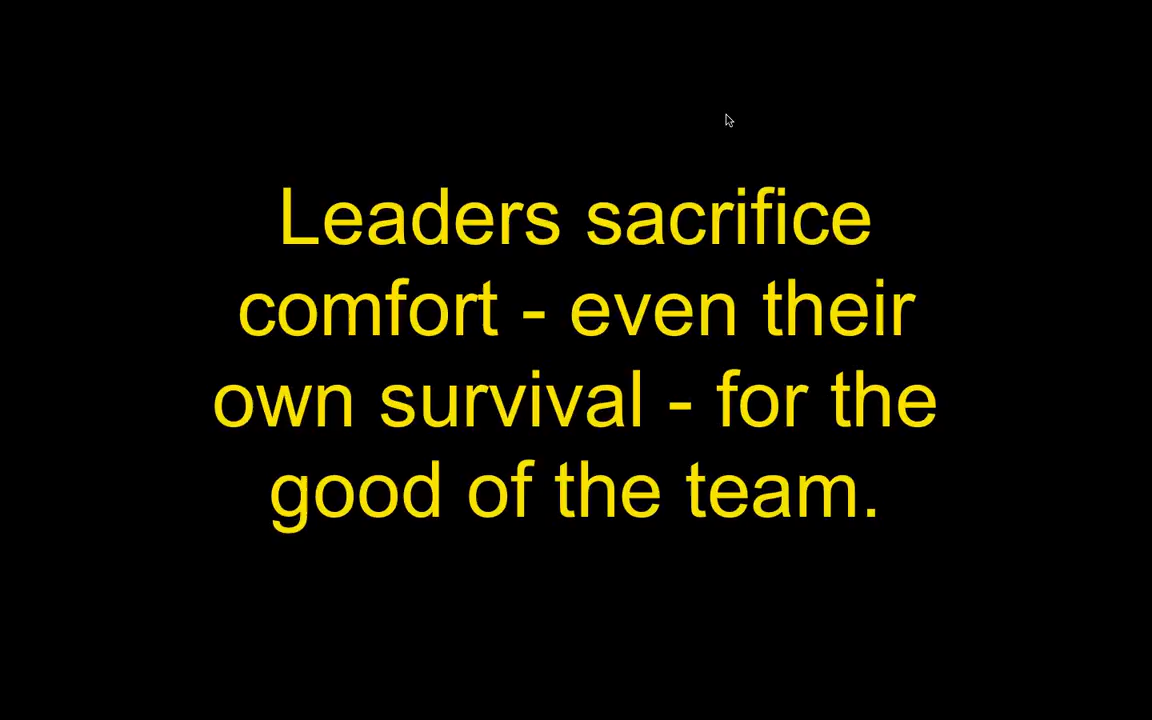 Leaders sacrifice
comfort - even their
own survival - for the
good of the team.